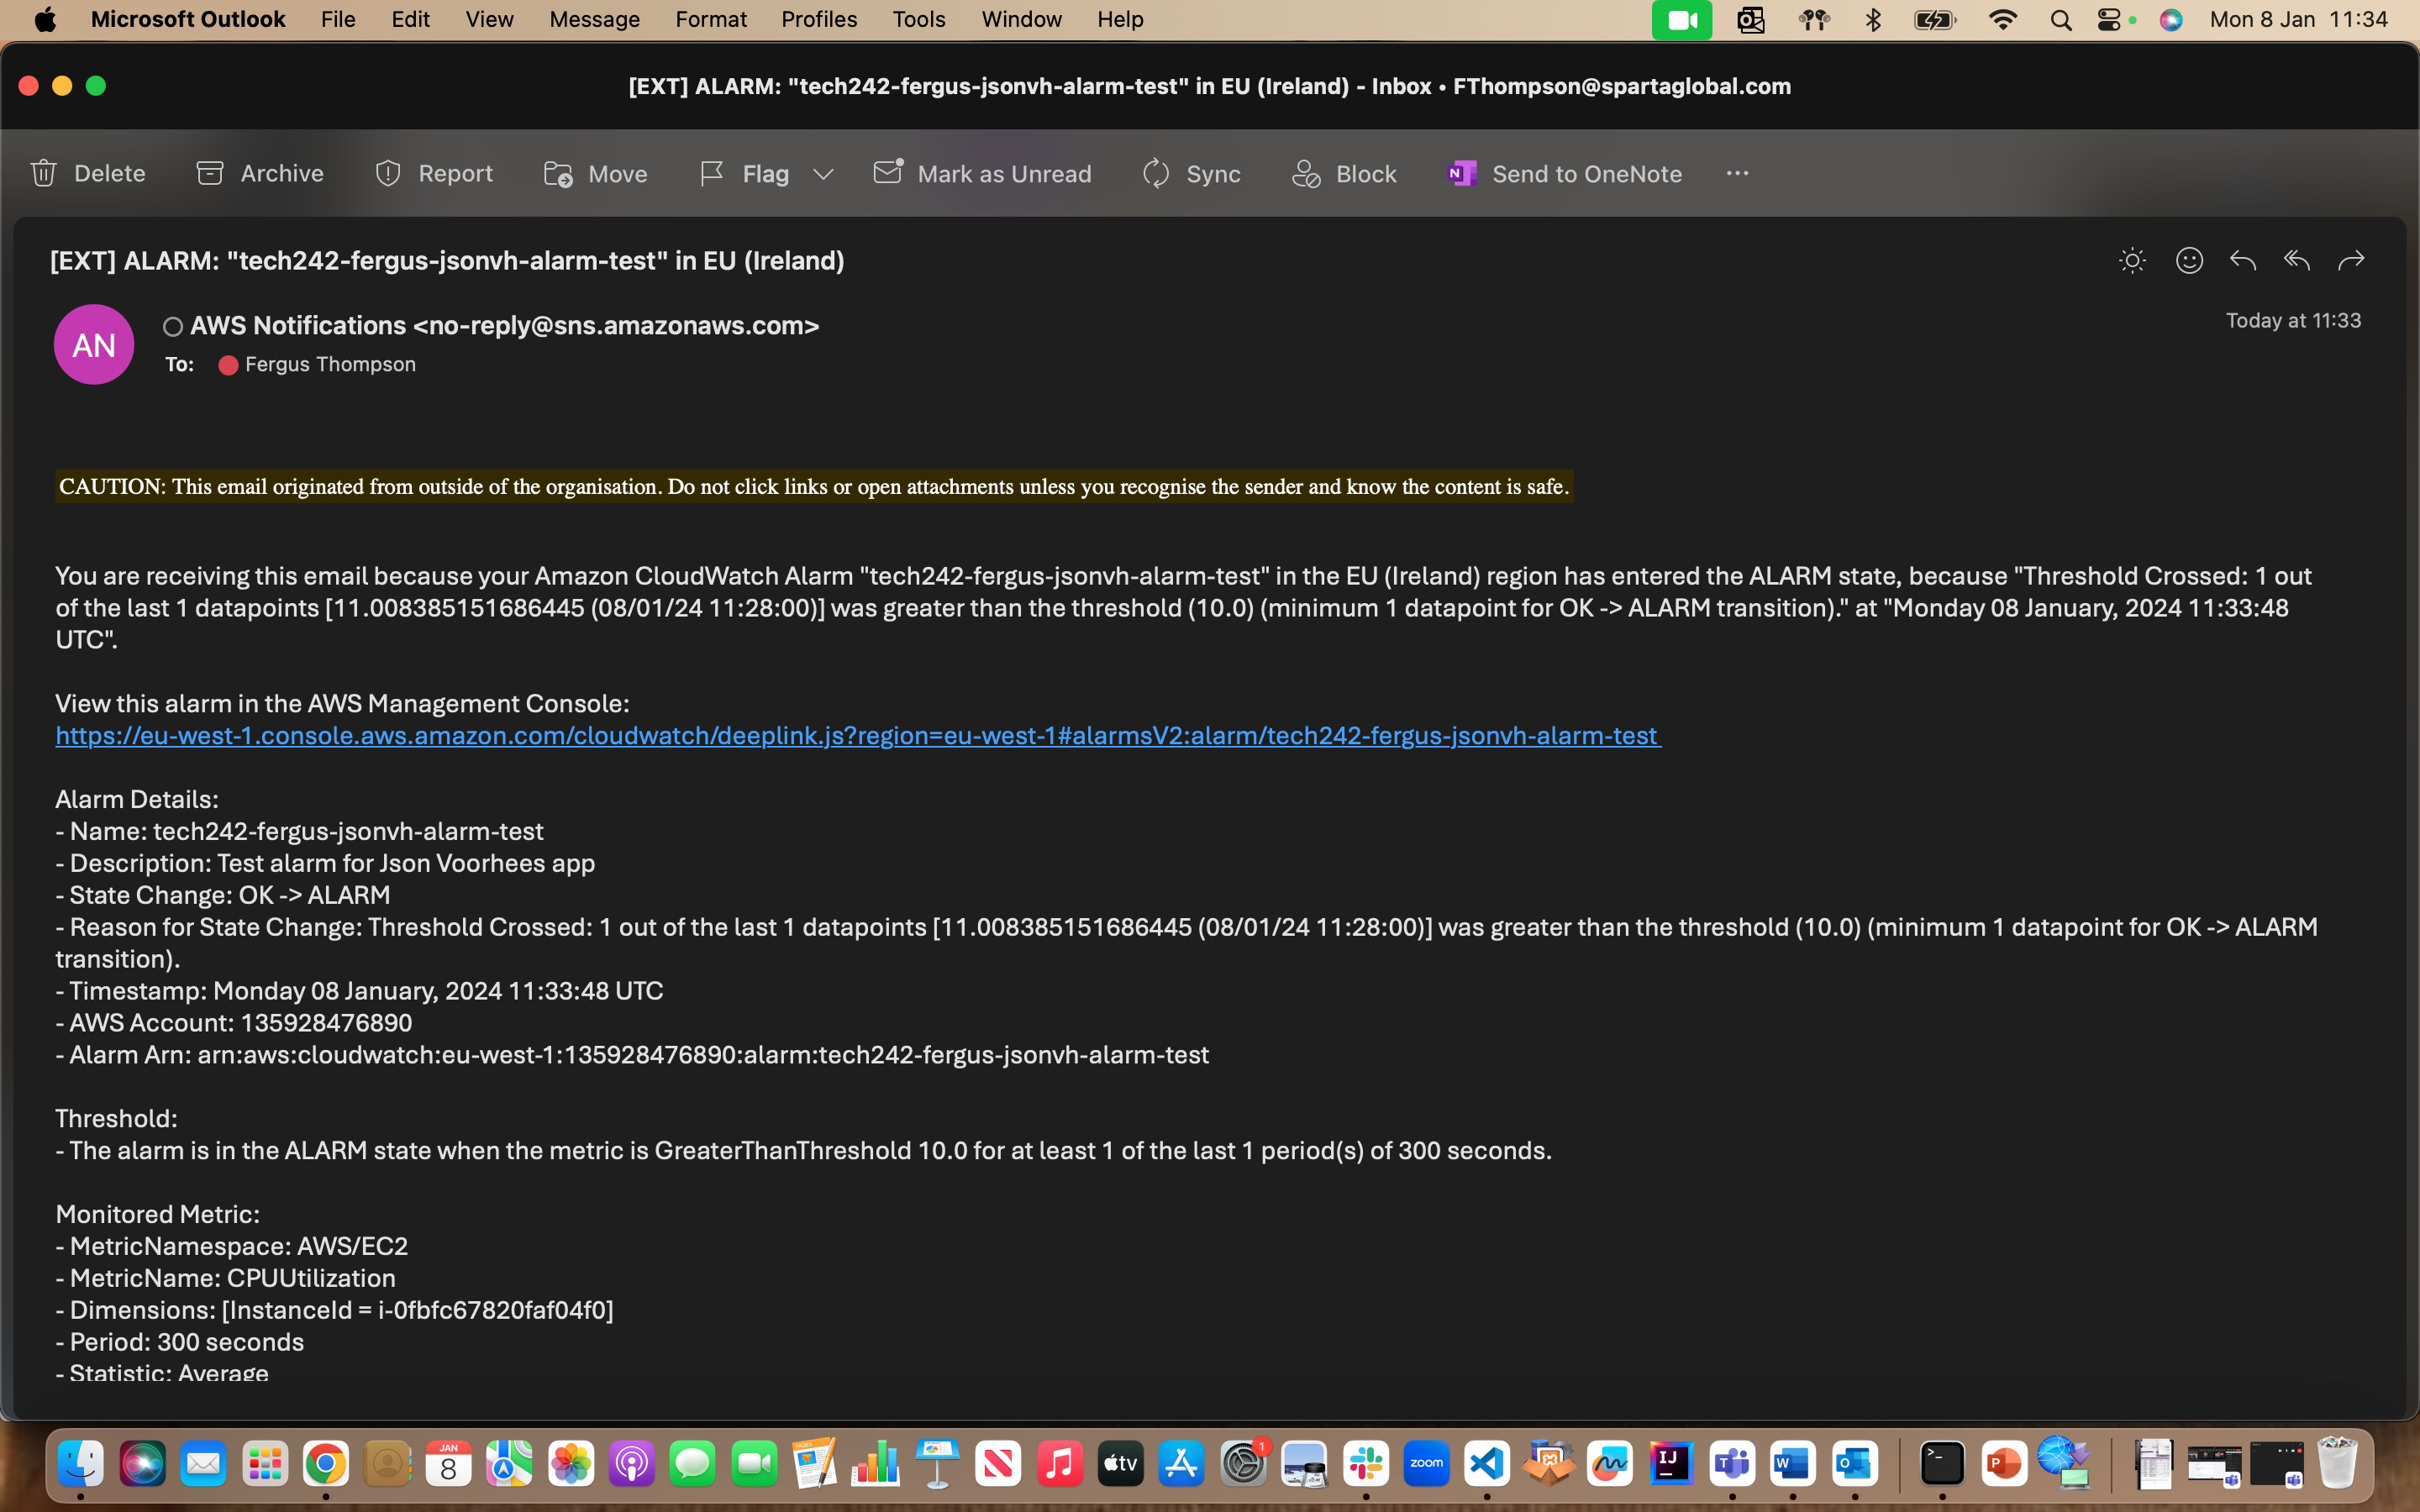 Microsoft Outlook File Edit View Message Format Profiles Tools Window Help Mon 8 Jan 11:34
[EXT] ALARM: "tech242-fergus-jsonvh-alarm-test" in EU (Ireland) - Inbox • FThompson@spartaglobal.com
Delete Archive Report Move Flag Mark as Unread Sync Block Send to OneNote ...
[EXT] ALARM: "tech242-fergus-jsonvh-alarm-test" in EU (Ireland)
AN
AWS Notifications <no-reply@sns.amazonaws.com>
Today at 11:33
To: Fergus Thompson
CAUTION: This email originated from outside of the organisation. Do not click links or open attachments unless you recognise the sender and know the content is safe.
You are receiving this email because your Amazon CloudWatch Alarm "tech242-fergus-jsonvh-alarm-test" in the EU (Ireland) region has entered the ALARM state, because "Threshold Crossed: 1 out
of the last 1 datapoints [11.008385151686445 (08/01/24 11:28:00)] was greater than the threshold (10.0) (minimum 1 datapoint for OK -> ALARM transition)." at "Monday 08 January, 2024 11:33:48
UTC".
View this alarm in the AWS Management Console:
https://eu-west-1.console.aws.amazon.com/cloudwatch/deeplink.js?region=eu-west-1#alarmsV2:alarm/tech242-fergus-jsonvh-alarm-test
Alarm Details:
- Name: tech242-fergus-jsonvh-alarm-test
- Description: Test alarm for Json Voorhees app
- State Change: OK -> ALARM
- Reason for State Change: Threshold Crossed: 1 out of the last 1 datapoints [11.008385151686445 (08/01/24 11:28:00)] was greater than the threshold (10.0) (minimum 1 datapoint for OK -> ALARM
transition).
- Timestamp: Monday 08 January, 2024 11:33:48 UTC
- AWS Account: 135928476890
- Alarm Arn: arn:aws:cloudwatch:eu-west-1:135928476890:alarm:tech242-fergus-jsonvh-alarm-test
Threshold:
- The alarm is in the ALARM state when the metric is GreaterThanThreshold 10.0 for at least 1 of the last 1 period(s) of 300 seconds.
Monitored Metric:
- MetricNamespace: AWS/EC2
- MetricName: CPUUtilization
- Dimensions: [InstanceId = i-0fbfc67820faf04f0]
- Period: 300 seconds
- Statistic: Average
JAN
8
tv
1
zoom
IJ
T
W
O
P